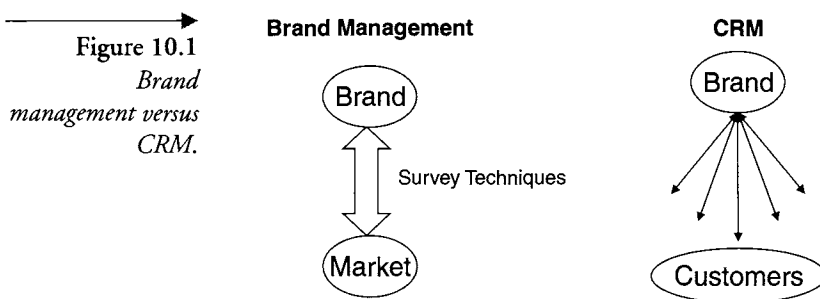 Figure 10.1
Brand
management versus
CRM.
Brand Management
Brand
Survey Techniques
Market
CRM
Brand
Customers